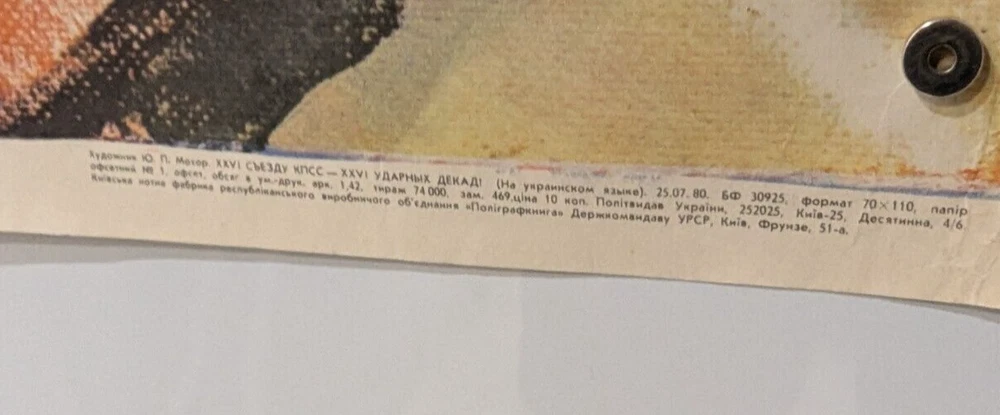 Художник Ю. П. Мохор. XXVI СЪЕЗДУ КПСС — XXVI УДАРНЫХ ДЕКАД! (На украинском языке). 25.07.80. БФ 30925, формат 70×110, папір
офсетний № 1, офсет, обсяг в ум.-друк. арк. 1,42, тираж 74 000, зам. 469, ціна 10 коп. Політвидав України, 252025, Київ-25, Десятинна, 4/6.
Київська нотна фабрика республіканського виробничого об'єднання «Поліграфкнига» Держкомвидаву УРСР, Київ, Фрунзе, 51-а.